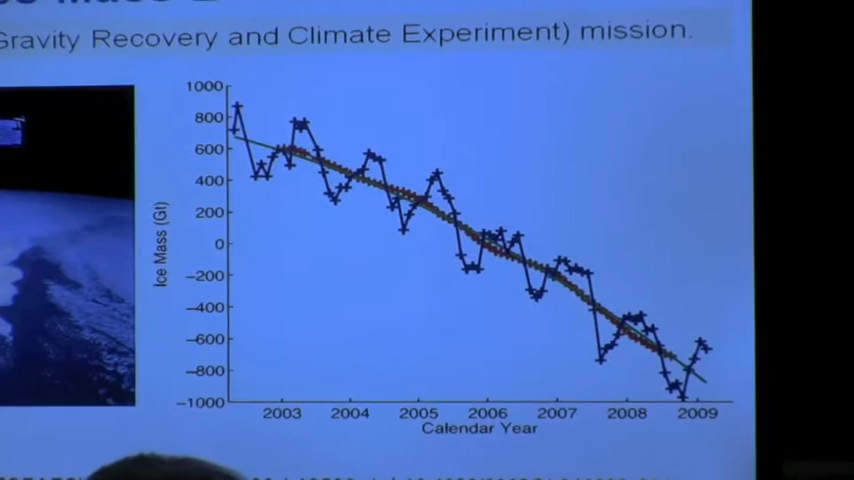 Gravity Recovery and Climate Experiment) mission.
1000
800
600
400
200
0
−200
−400
−600
−800
−1000
Ice Mass (Gt)
2003 2004 2005 2006 2007 2008 2009
Calendar Year